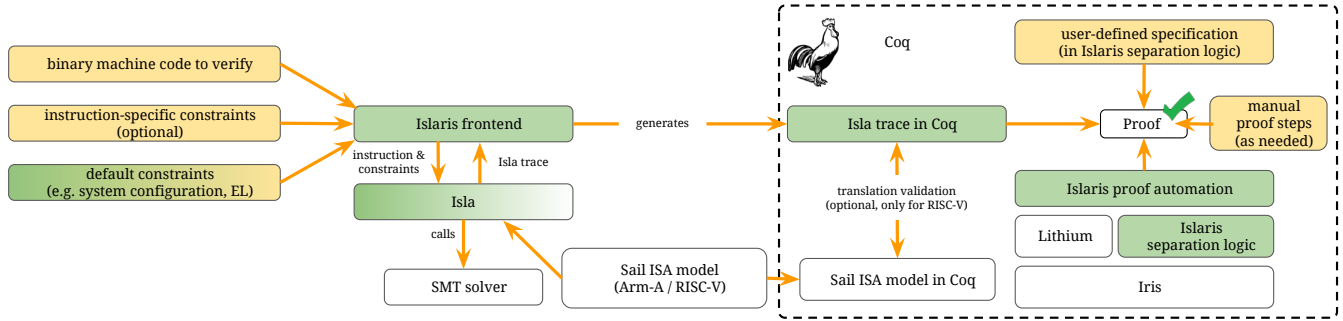 binary machine code to verify
instruction-specific constraints
(optional)
default constraints
(e.g. system configuration, EL)
Islaris frontend
instruction &
constraints
Isla trace
Isla
calls
SMT solver
Sail ISA model
(Arm-A / RISC-V)
generates
Coq
Isla trace in Coq
translation validation
(optional, only for RISC-V)
Sail ISA model in Coq
user-defined specification
(in Islaris separation logic)
Proof
manual
proof steps
(as needed)
Islaris proof automation
Lithium
Islaris
separation logic
Iris